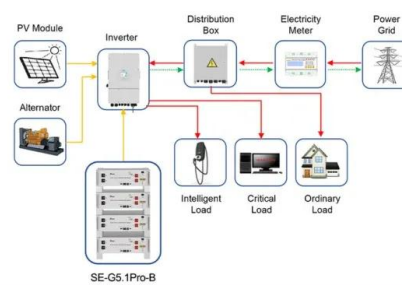 PV Module
Inverter
Distribution
Box
Electricity
Meter
Power
Grid
Alternator
Intelligent
Load
Critical
Load
Ordinary
Load
SE-G5.1Pro-B